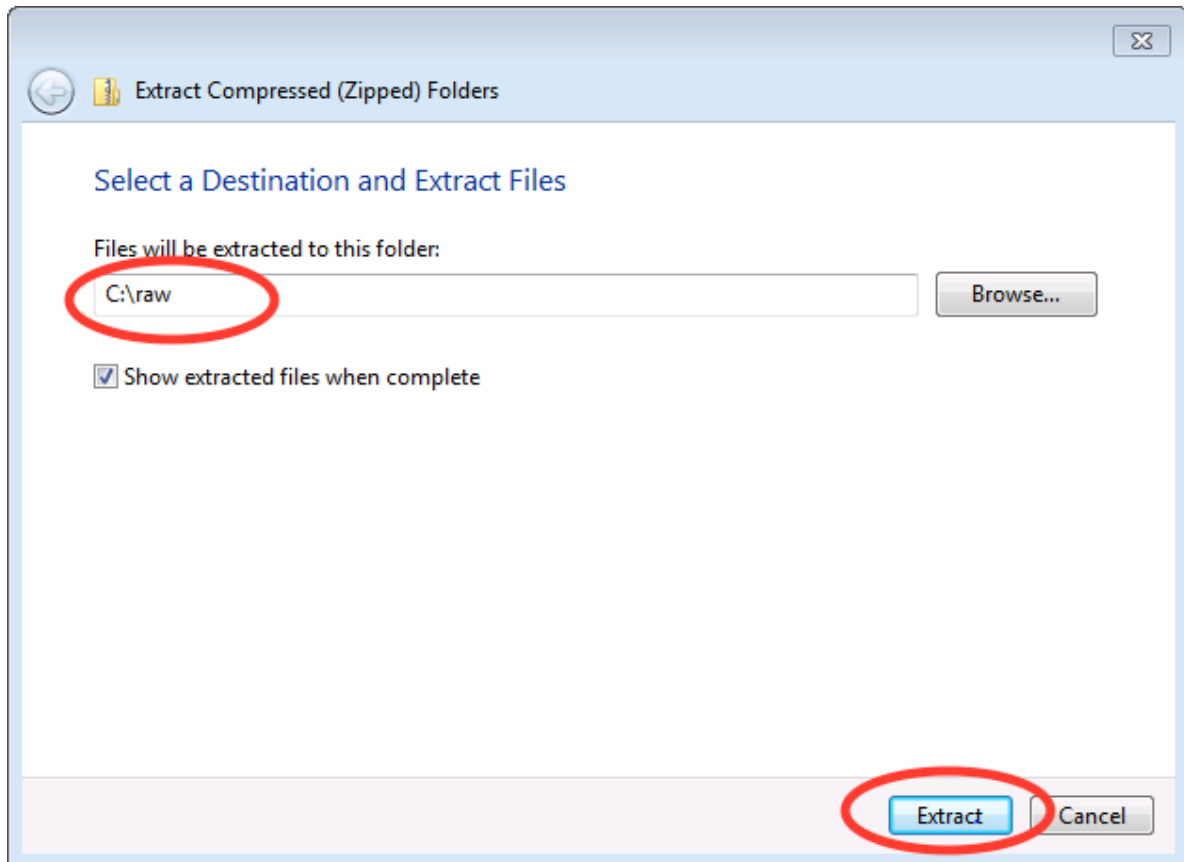 Extract Compressed (Zipped) Folders
Select a Destination and Extract Files
Files will be extracted to this folder:
C:\raw
Browse...
Show extracted files when complete
Extract
Cancel